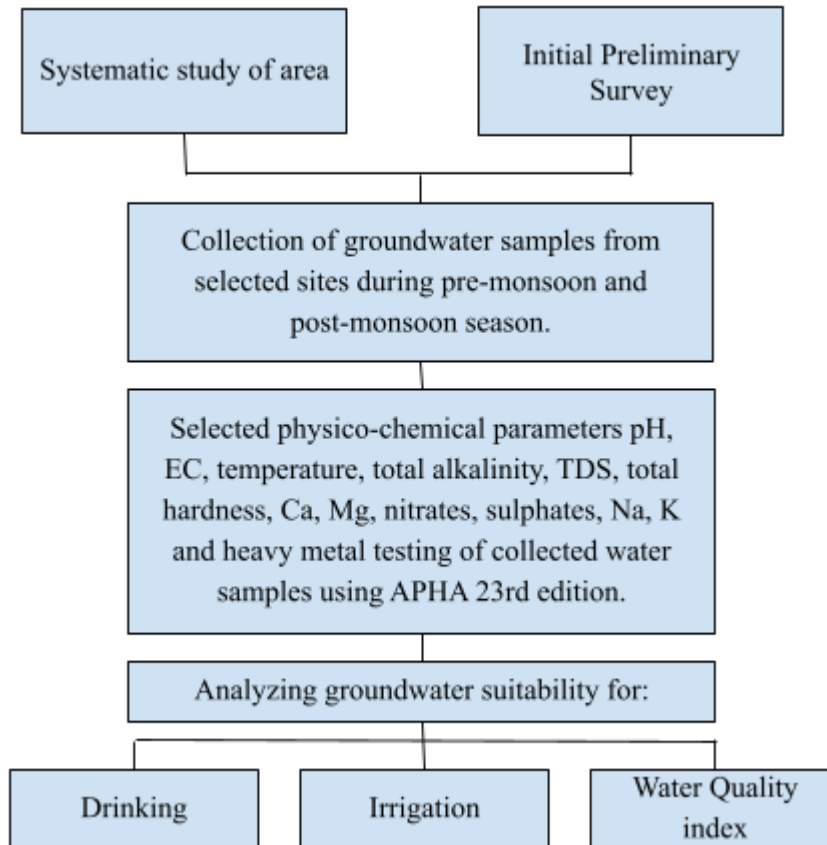 Systematic study of area
Initial Preliminary
Survey
Collection of groundwater samples from
selected sites during pre-monsoon and
post-monsoon season.
Selected physico-chemical parameters pH,
EC, temperature, total alkalinity, TDS, total
hardness, Ca, Mg, nitrates, sulphates, Na, K
and heavy metal testing of collected water
samples using APHA 23rd edition.
Analyzing groundwater suitability for:
Drinking
Irrigation
Water Quality
index